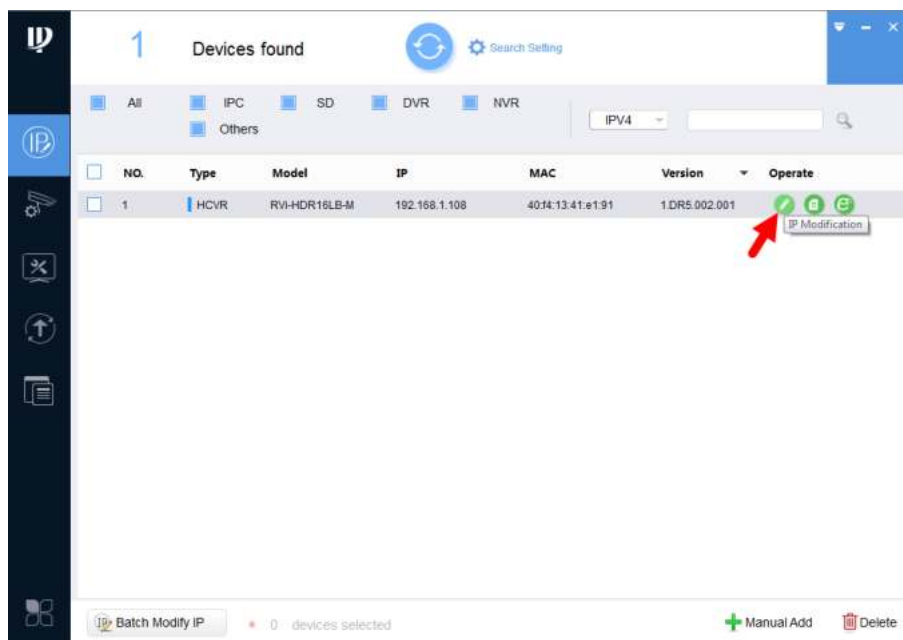 1 Devices found Search Setting
All IPC SD DVR NVR
Others
IPV4
NO. Type Model IP MAC Version Operate
1 HCVR RVi-HDR16LB-M 192.168.1.108 40:f4:13:41:e1:91 1.DR5.002.001
IP Modification
Batch Modify IP * 0 devices selected Manual Add Delete